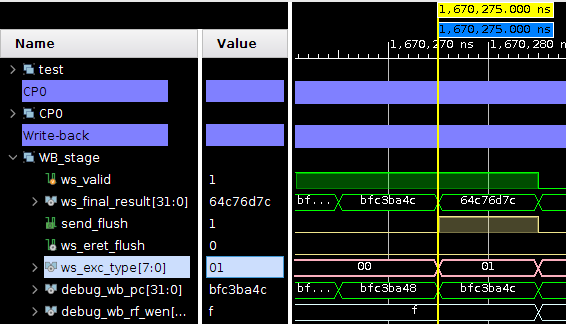 1,670,275.000 ns
1,670,275.000 ns
Name Value 1,670,270 ns 1,670,280 ns
test
CP0
CP0
Write-back
WB_stage
ws_valid 1
ws_final_result[31:0] 64c76d7c bf... bfc3ba4c 64c76d7c
send_flush 1
ws_eret_flush 0
ws_exc_type[7:0] 01 00 01
debug_wb_pc[31:0] bfc3ba4c bf... bfc3ba48 bfc3ba4c
debug_wb_rf_wen[... f f